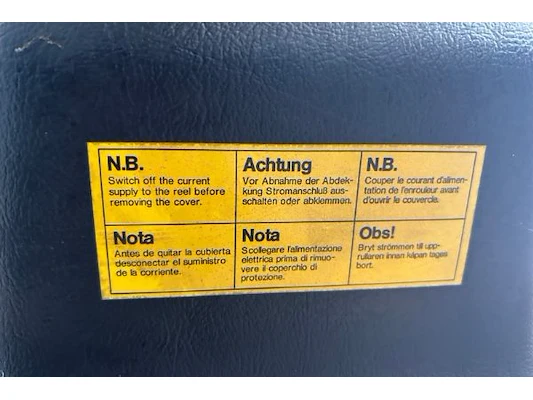 N.B.
Switch off the current
supply to the reel before
removing the cover.
Achtung
Vor Abnahme der Abdek-
kung Stromanschluß aus-
schalten oder abklemmen.
N.B.
Couper le courant d'alimen-
tation de l'enrouleur avant
d'ouvrir le couvercle.
Nota
Antes de quitar la cubierta
desconectar el suministro
de la corriente.
Nota
Scollegare l'alimentazione
elettrica prima di rimuo-
vere il coperchio di
protezione.
Obs!
Bryt strömmen till upp-
rullaren innan kåpan tages
bort.